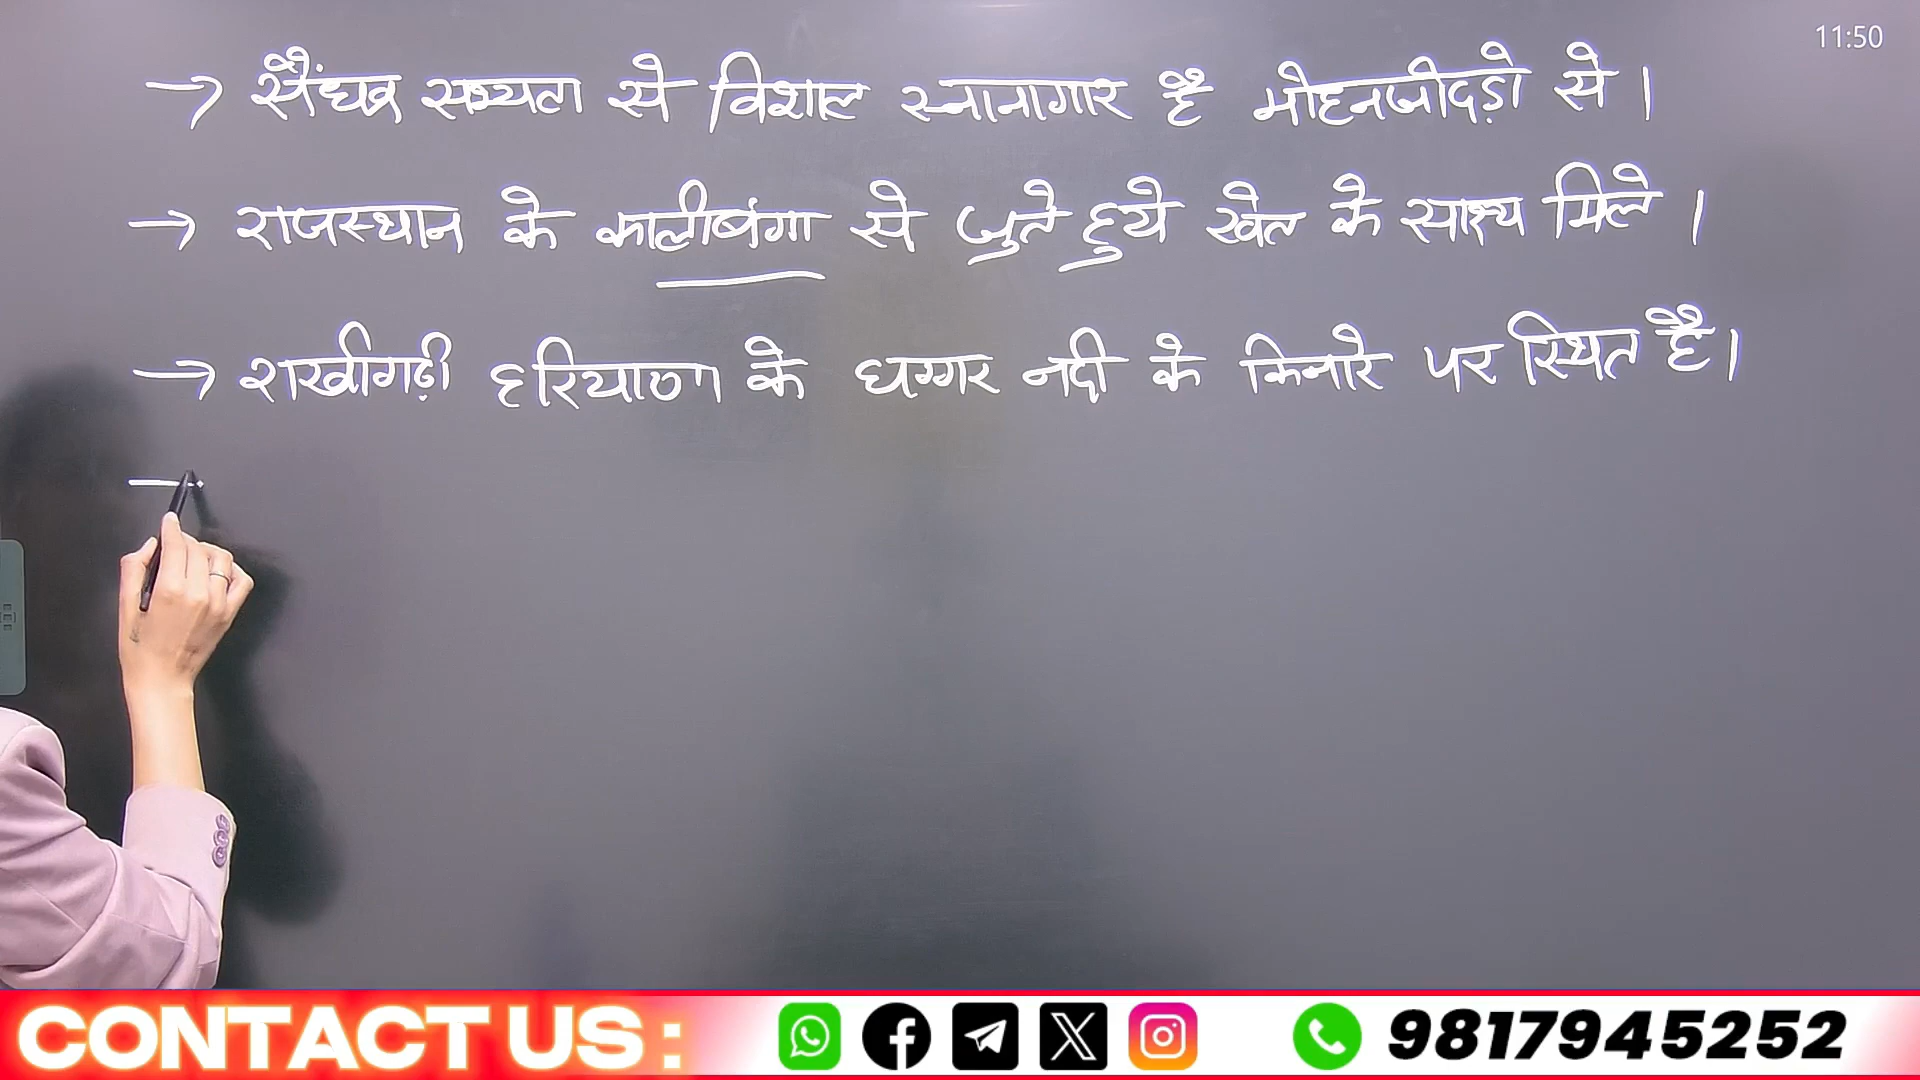 11:50
→ सैंधव सभ्यता से विशाल स्नानागार है मोहनजोदड़ो से।
→ राजस्थान के कालीबंगा से जुते हुये खेत के साक्ष्य मिले।
→ राखीगढ़ी हरियाणा के घग्गर नदी के किनारे पर स्थित है।
CONTACT US : 9817945252